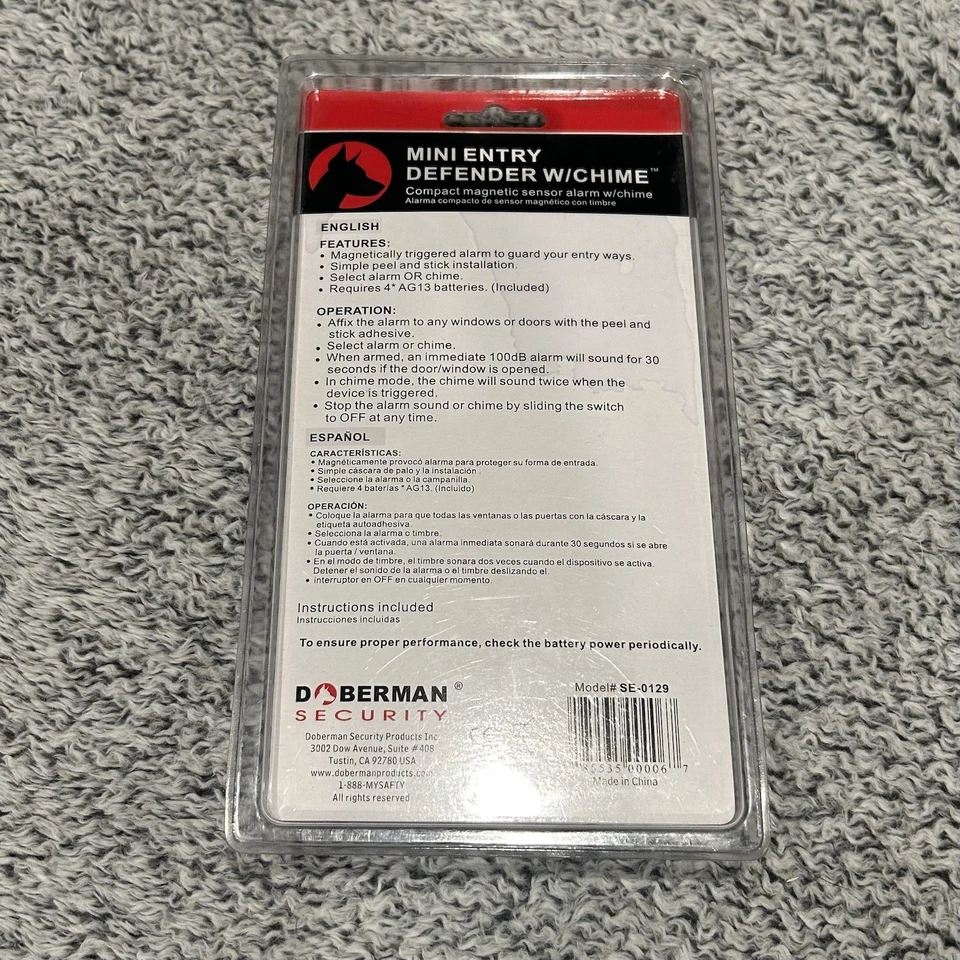 MINI ENTRY
DEFENDER W/CHIME™
Compact magnetic sensor alarm w/chime
Alarma compacto de sensor magnético con timbre
ENGLISH
FEATURES:
• Magnetically triggered alarm to guard your entry ways.
• Simple peel and stick installation.
• Select alarm OR chime.
• Requires 4* AG13 batteries. (Included)
OPERATION:
• Affix the alarm to any windows or doors with the peel and
stick adhesive.
• Select alarm or chime.
• When armed, an immediate 100dB alarm will sound for 30
seconds if the door/window is opened.
• In chime mode, the chime will sound twice when the
device is triggered.
• Stop the alarm sound or chime by sliding the switch
to OFF at any time.
ESPAÑOL
CARACTERÍSTICAS:
• Magnéticamente provocó alarma para proteger su forma de entrada.
• Simple cáscara de palo y la instalación.
• Seleccione la alarma o la campanilla.
• Requiere 4 baterías * AG13. (Incluido)
OPERACIÓN:
• Coloque la alarma para que todas las ventanas o las puertas con la cáscara y la
etiqueta autoadhesiva.
• Selecciona la alarma o timbre.
• Cuando está activada, una alarma inmediata sonará durante 30 segundos si se abre
la puerta / ventana.
• En el modo de timbre, el timbre sonara dos veces cuando el dispositivo se activa.
Detener el sonido de la alarma o el timbre deslizando el.
• interruptor en OFF en cualquier momento.
Instructions included
Instrucciones incluidas
To ensure proper performance, check the battery power periodically.
DOBERMAN®
SECURITY
Doberman Security Products Inc
3002 Dow Avenue, Suite # 408
Tustin, CA 92780 USA
www.dobermanproducts.com
1-888-MYSAFTY
All rights reserved
CE
Model# SE-0129
00006 7
Made in China